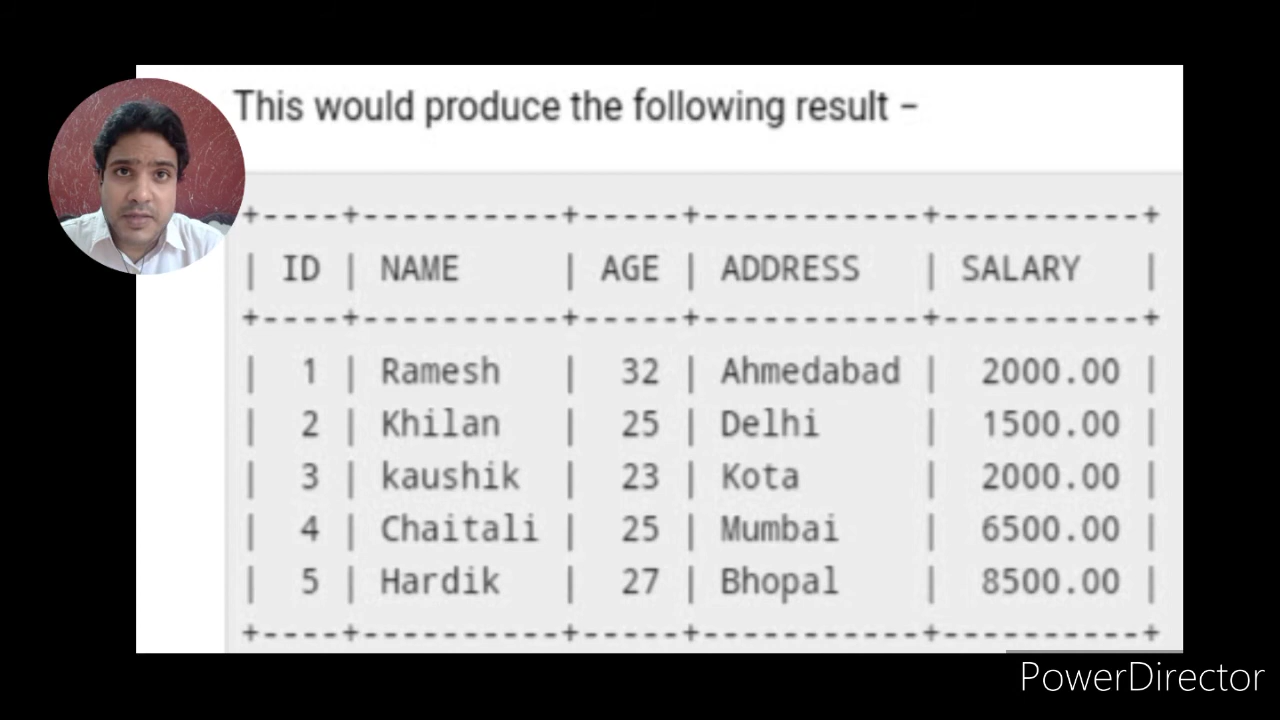 This would produce the following result –
+----+----------+-----+-----------+----------+
| ID | NAME     | AGE | ADDRESS   | SALARY   |
+----+----------+-----+-----------+----------+
|  1 | Ramesh   |  32 | Ahmedabad |  2000.00 |
|  2 | Khilan   |  25 | Delhi     |  1500.00 |
|  3 | kaushik  |  23 | Kota      |  2000.00 |
|  4 | Chaitali |  25 | Mumbai    |  6500.00 |
|  5 | Hardik   |  27 | Bhopal    |  8500.00 |
+----+----------+-----+-----------+----------+
PowerDirector